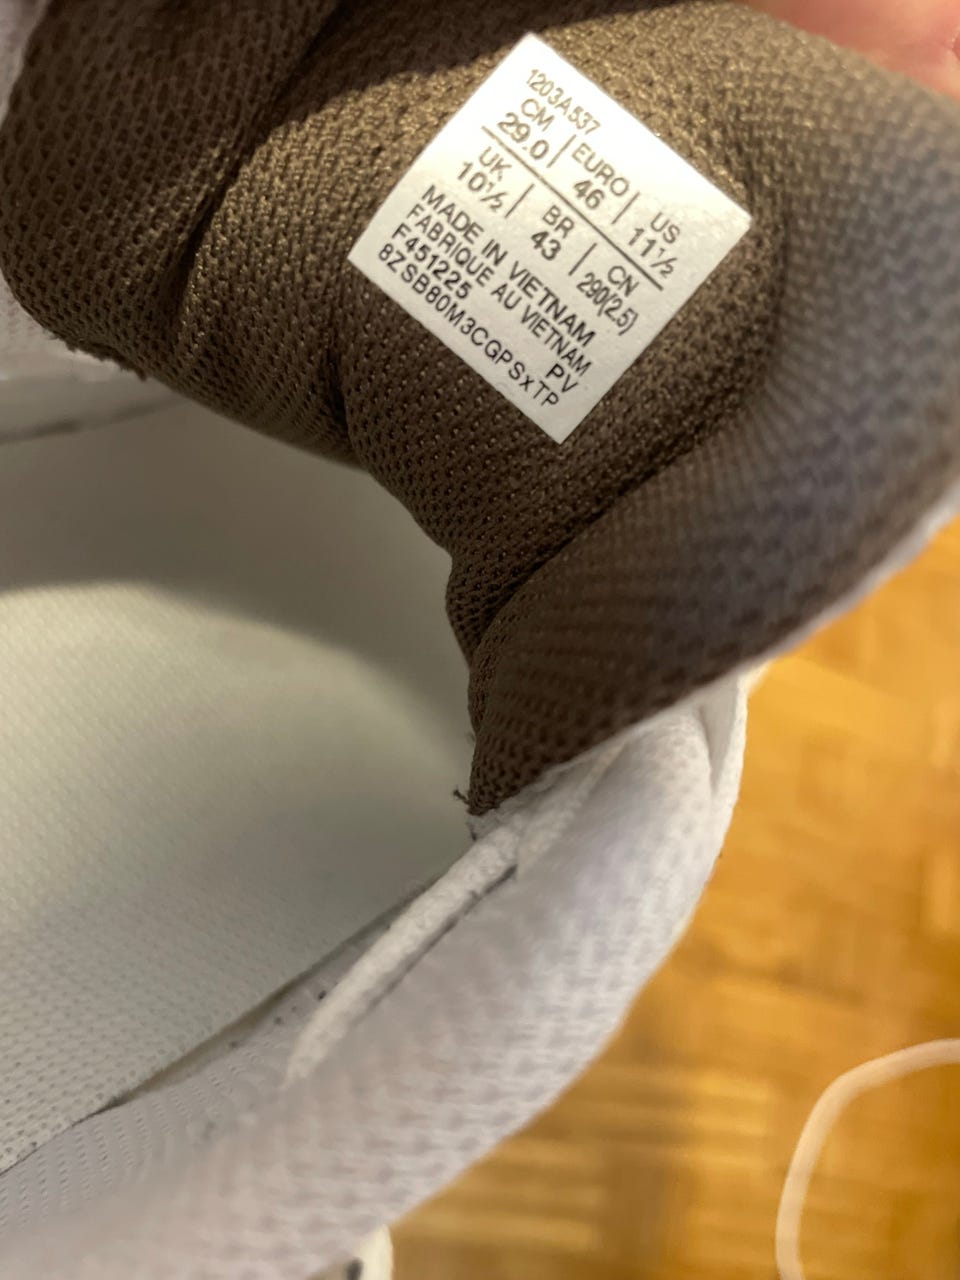 1203A537
CM | EURO | US
29.0 | 46 | 11½
UK | BR | CN
10½ | 43 | 290(2.5)
MADE IN VIETNAM
FABRIQUE AU VIETNAM
F451225 PV
8ZSB80M3CGPSxTP